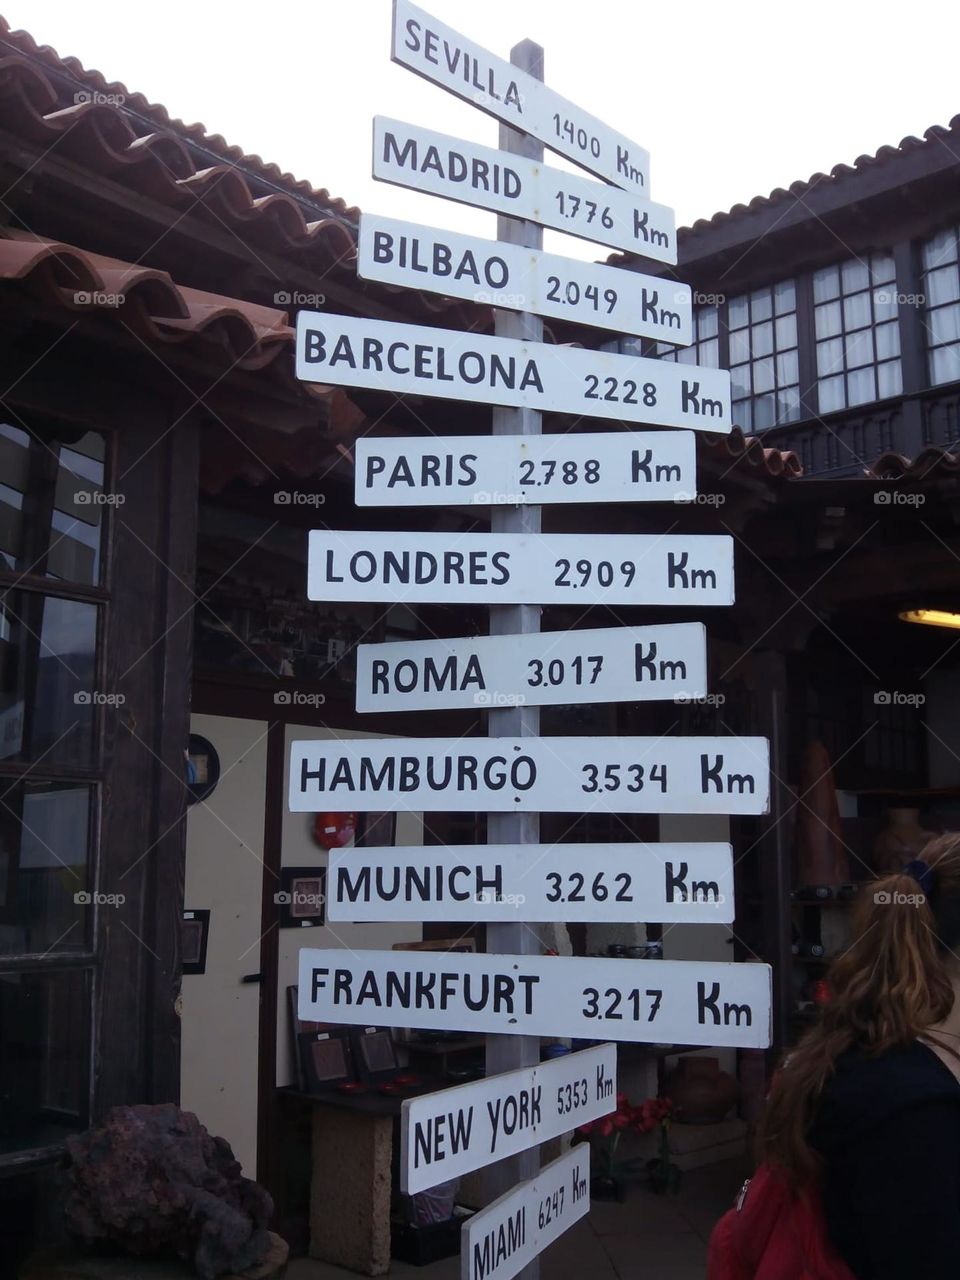 SEVILLA 1.400 Km
MADRID 1.776 Km
BILBAO 2.049 Km
BARCELONA 2.228 Km
PARIS 2.788 Km
LONDRES 2.909 Km
ROMA 3.017 Km
HAMBURGO 3.534 Km
MUNICH 3.262 Km
FRANKFURT 3.217 Km
NEW YORK 5.353 Km
MIAMI 6.247 Km
foap